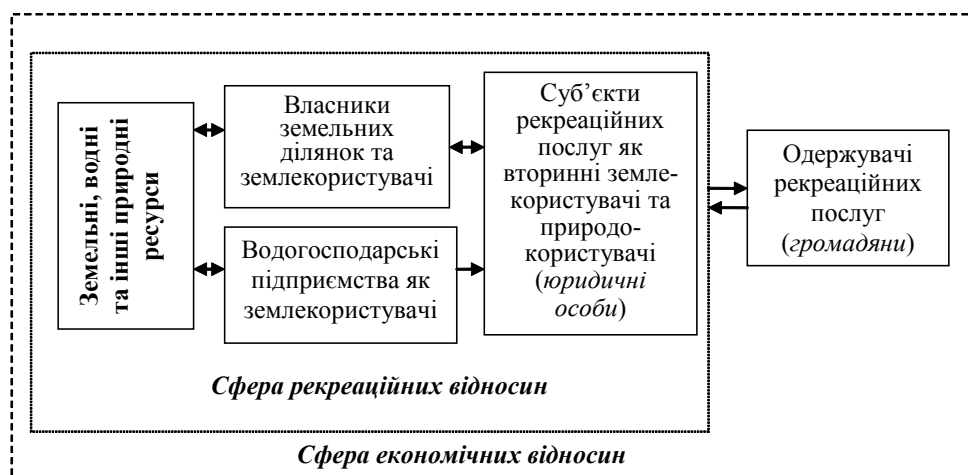 Земельні, водні
та інші природні
ресурси
Власники
земельних
ділянок та
землекористувачі
Водогосподарські
підприємства як
землекористувачі
Суб’єкти
рекреаційних
послуг як
вторинні земле-
користувачі та
природо-
користувачі
(юридичні
особи)
Одержувачі
рекреаційних
послуг
(громадяни)
Сфера рекреаційних відносин
Сфера економічних відносин